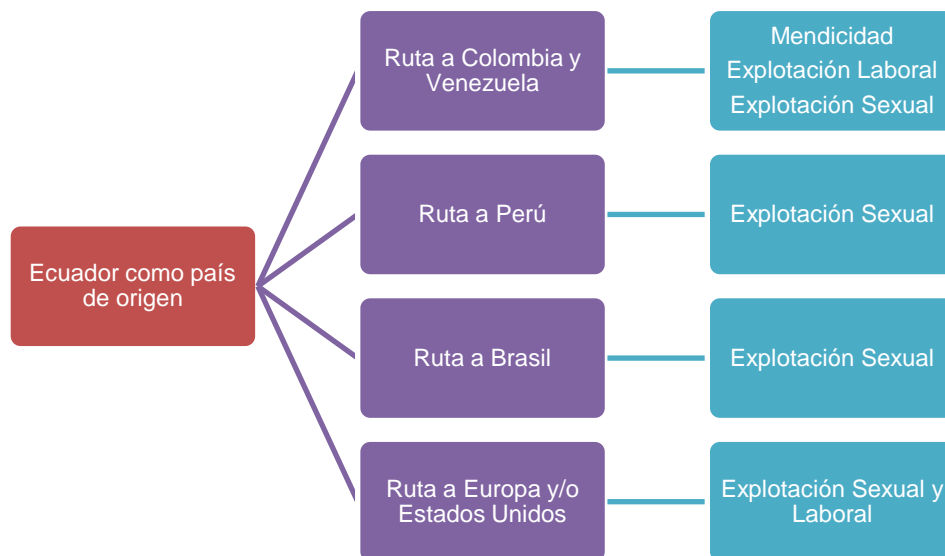 Ecuador como país
de origen
Ruta a Colombia y
Venezuela
Mendicidad
Explotación Laboral
Explotación Sexual
Ruta a Perú
Explotación Sexual
Ruta a Brasil
Explotación Sexual
Ruta a Europa y/o
Estados Unidos
Explotación Sexual y
Laboral